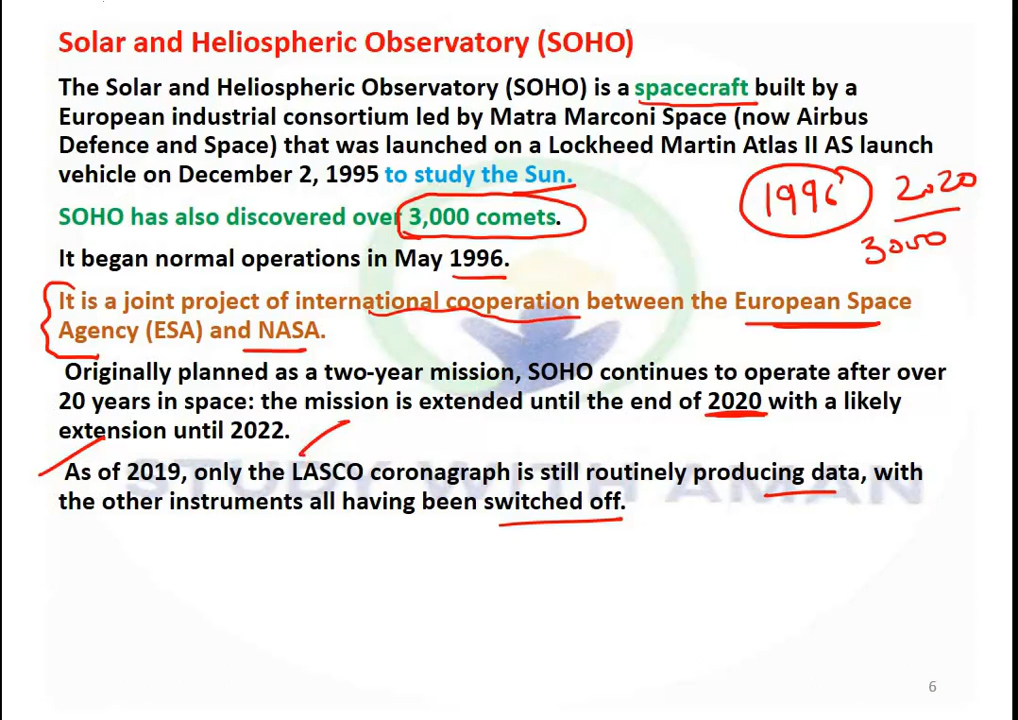 Solar and Heliospheric Observatory (SOHO)
The Solar and Heliospheric Observatory (SOHO) is a spacecraft built by a
European industrial consortium led by Matra Marconi Space (now Airbus
Defence and Space) that was launched on a Lockheed Martin Atlas II AS launch
vehicle on December 2, 1995 to study the Sun.
SOHO has also discovered over 3,000 comets.
1996
2020
3000
It began normal operations in May 1996.
It is a joint project of international cooperation between the European Space
Agency (ESA) and NASA.
Originally planned as a two-year mission, SOHO continues to operate after over
20 years in space: the mission is extended until the end of 2020 with a likely
extension until 2022.
As of 2019, only the LASCO coronagraph is still routinely producing data, with
the other instruments all having been switched off.
STUDY WITH AMAN
6